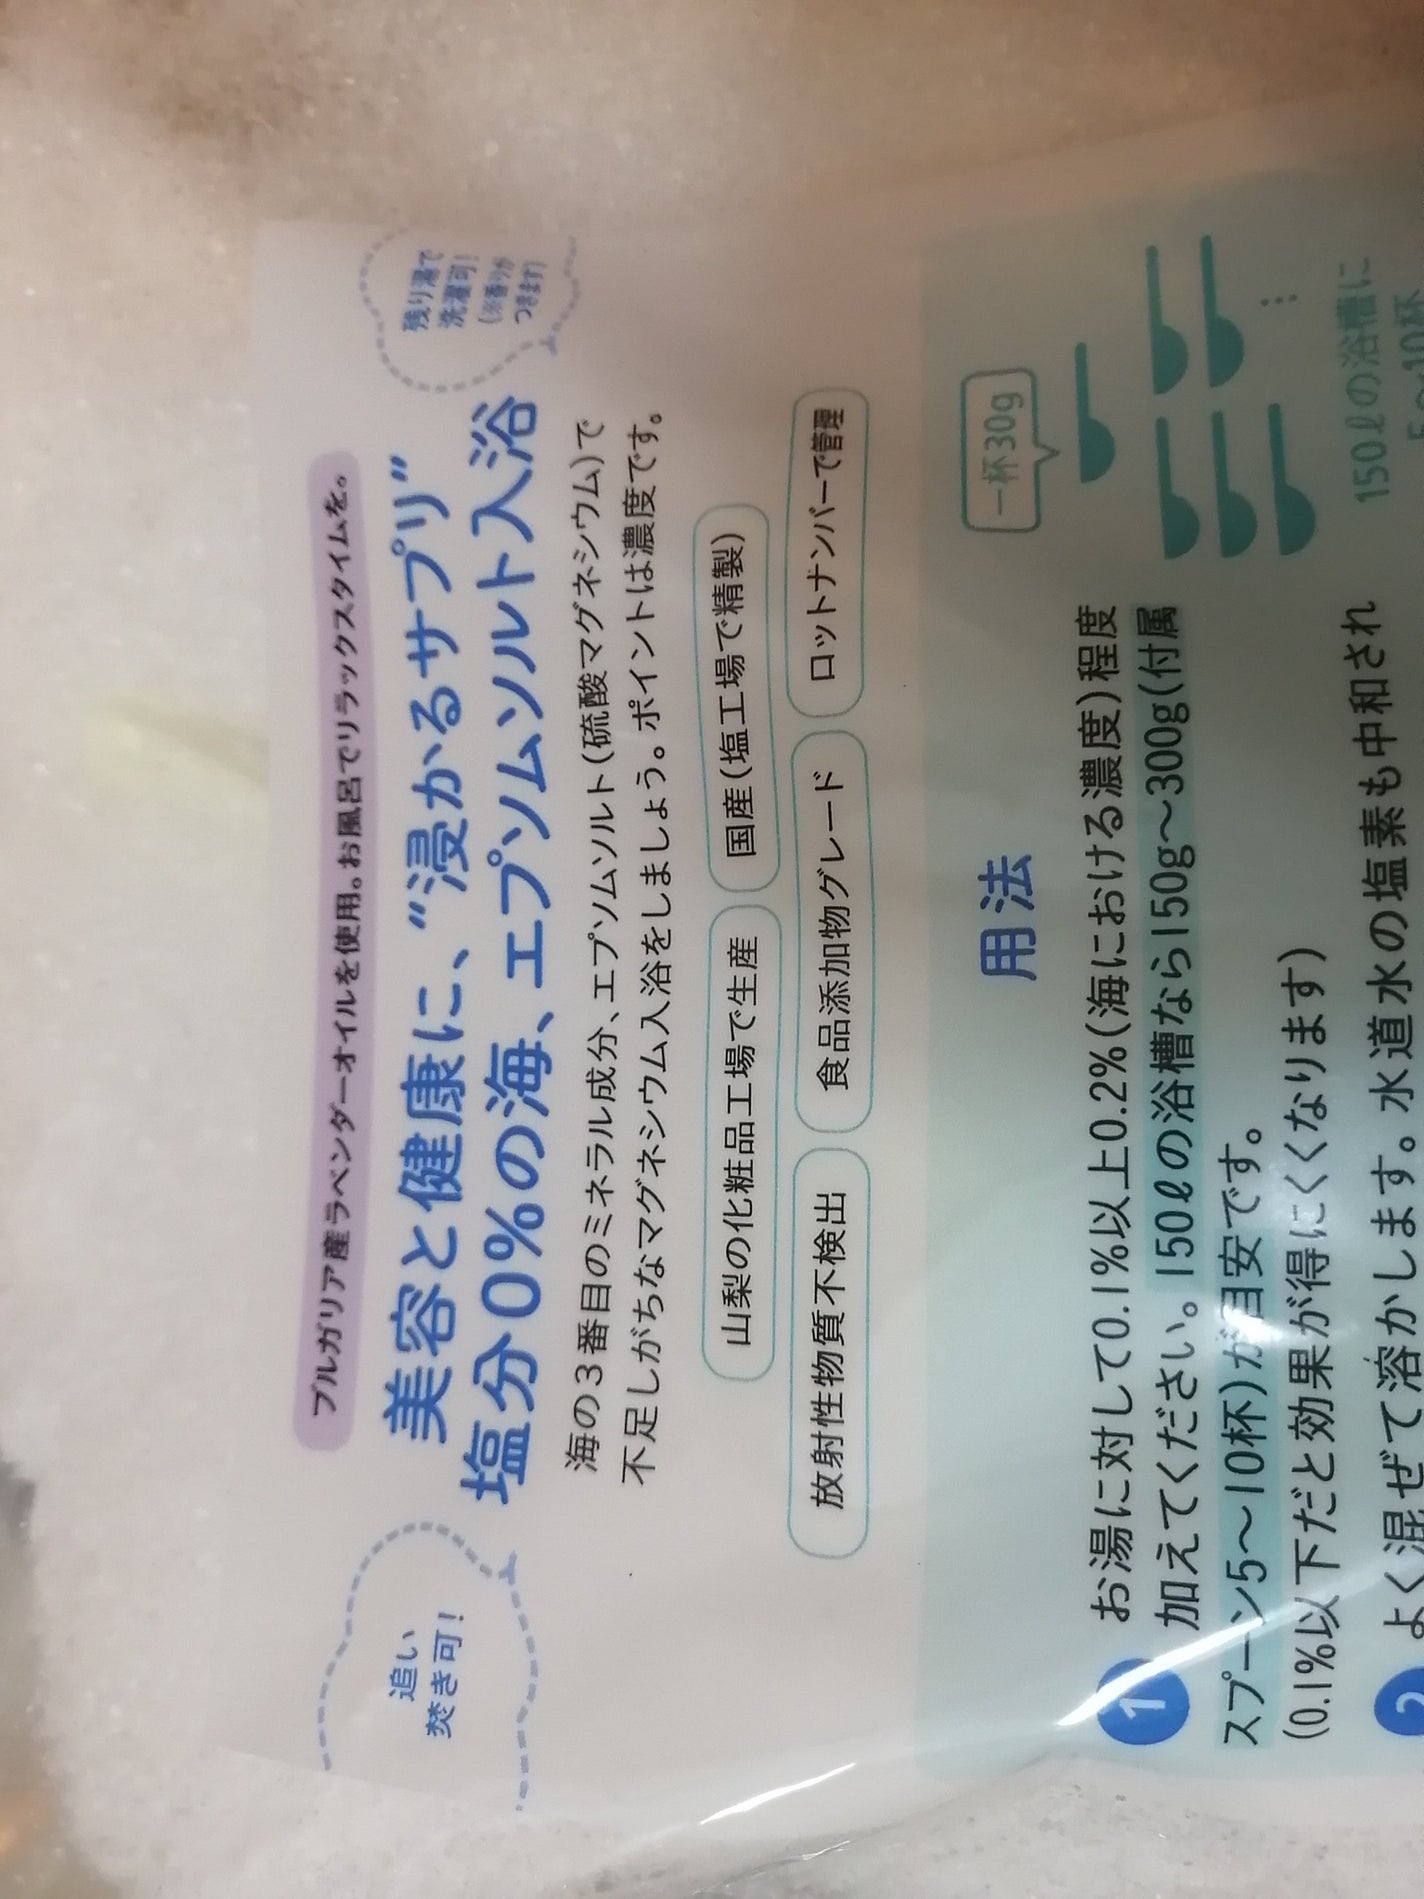 ブルガリア産ラベンダーオイルを使用。お風呂でリラックスタイムを。
追い
焚き可!
美容と健康に、“浸かるサプリ”
塩分0%の海、エプソムソルト入浴
残り湯で
洗濯可!
(※香りが
つきます)
海の3番目のミネラル成分、エプソムソルト(硫酸マグネシウム)で
不足しがちなマグネシウム入浴をしましょう。ポイントは濃度です。
山梨の化粧品工場で生産
国産(塩工場で精製)
放射性物質不検出
食品添加物グレード
ロットナンバーで管理
用法
1
お湯に対して0.1%以上0.2%(海における濃度)程度
加えてください。150ℓの浴槽なら150g〜300g(付属
スプーン5〜10杯)が目安です。
(0.1%以下だと効果が得にくくなります)
一杯30g
150ℓの浴槽に
5〜10杯
2
よく混ぜて溶かします。水道水の塩素も中和され